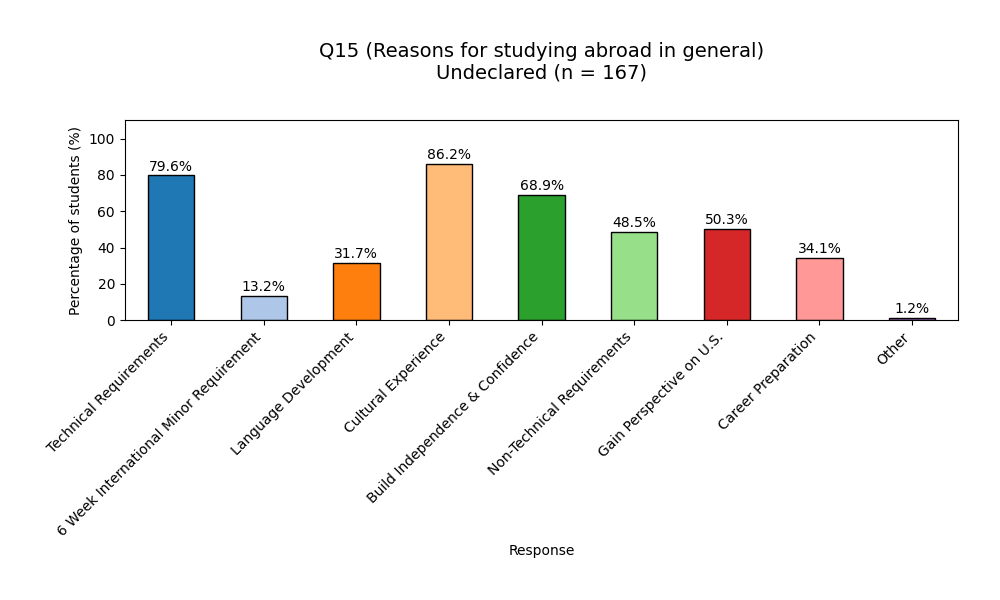 Q15 (Reasons for studying abroad in general)
Undeclared (n = 167)
Percentage of students (%)
100
80
60
40
20
0
79.6%
13.2%
31.7%
86.2%
68.9%
48.5%
50.3%
34.1%
1.2%
Technical Requirements
6 Week International Minor Requirement
Language Development
Cultural Experience
Build Independence & Confidence
Non-Technical Requirements
Gain Perspective on U.S.
Career Preparation
Other
Response